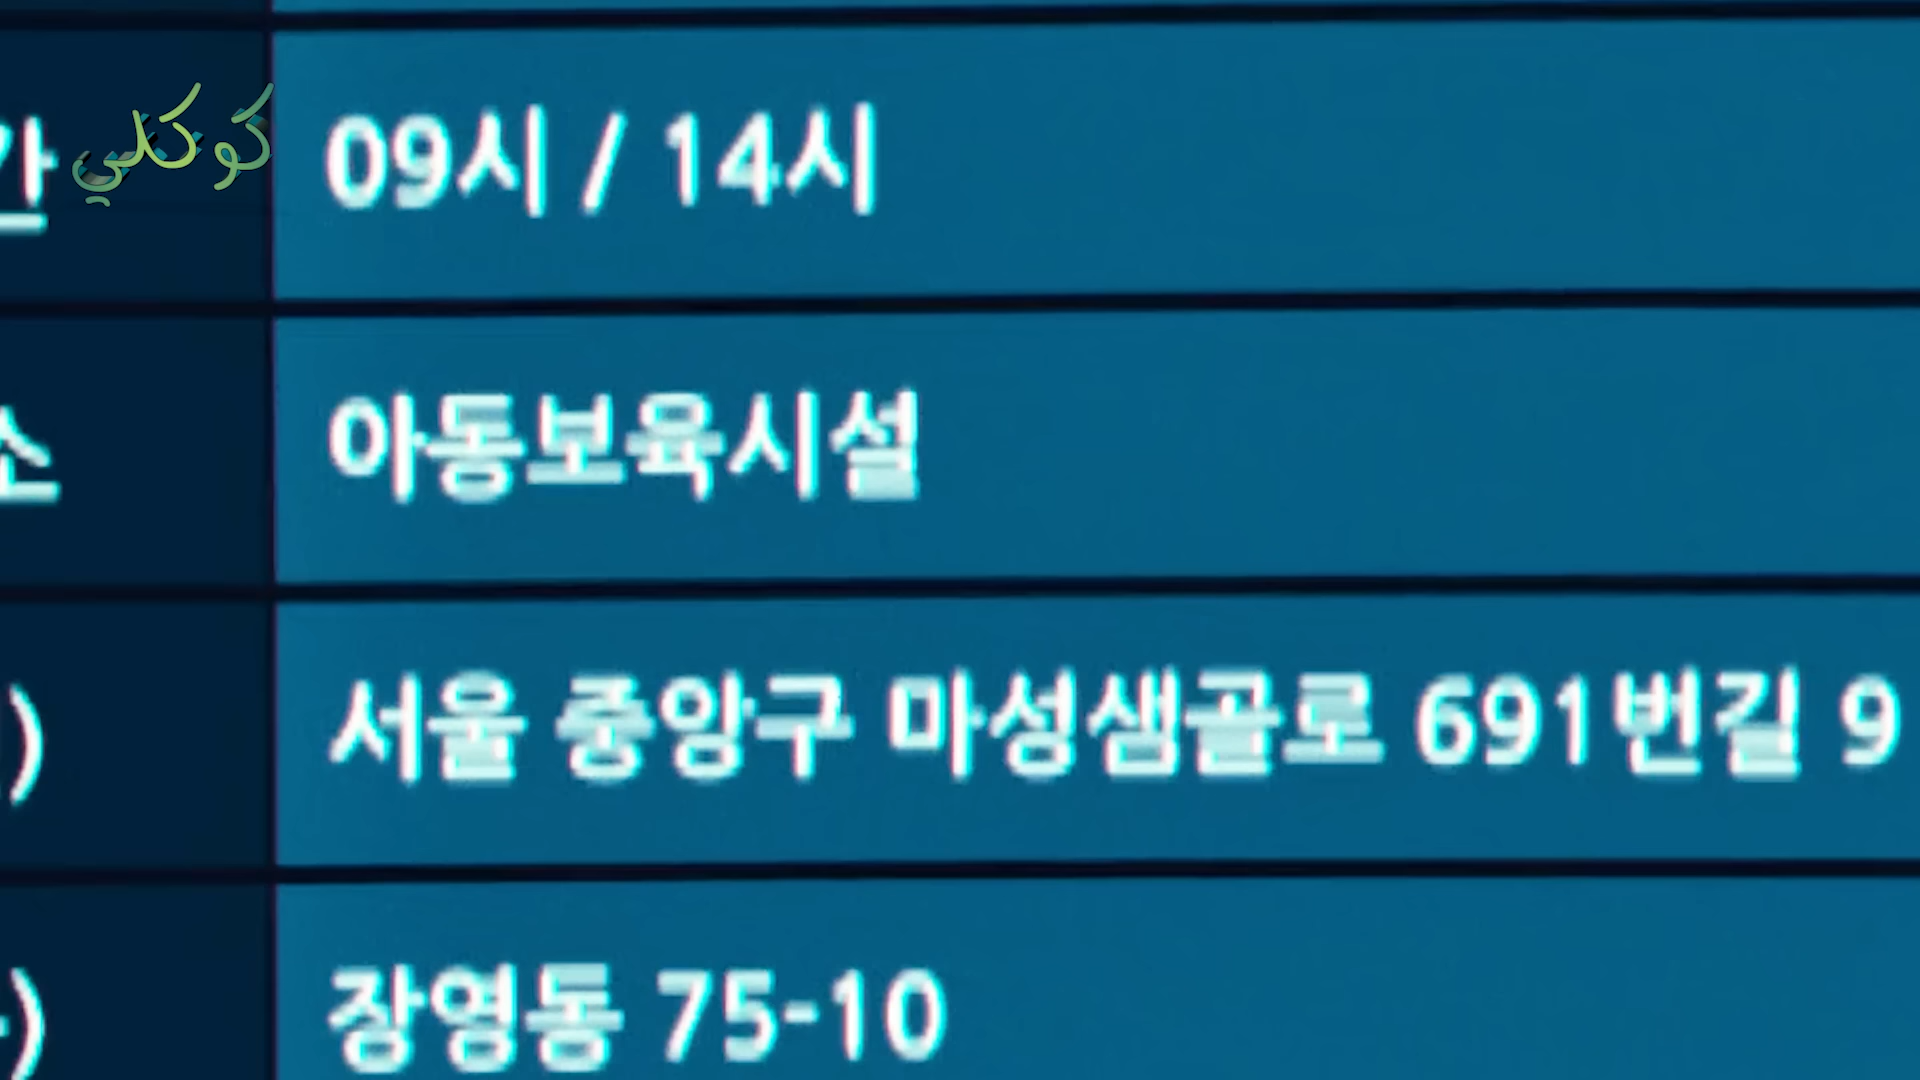 كوكلي
간 09시 / 14시
소 아동보육시설
) 서울 중앙구 마성샘골로 691번길 9
) 장영동 75-10